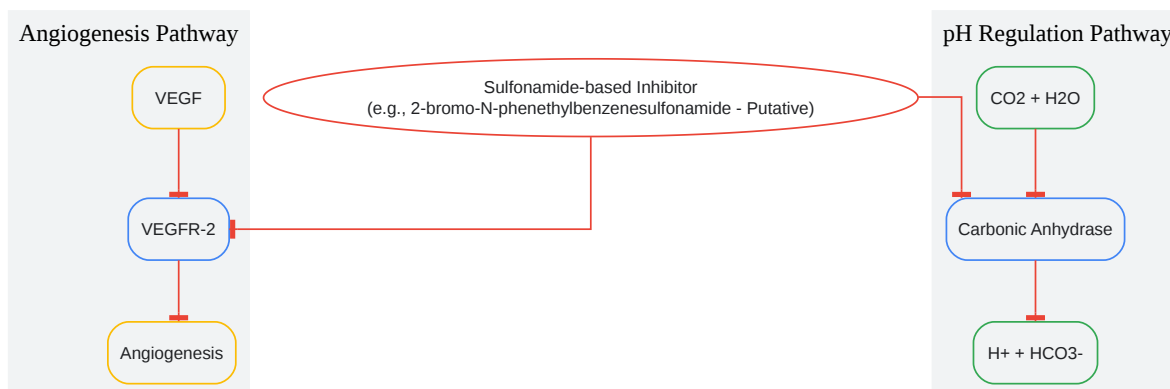 Angiogenesis Pathway
pH Regulation Pathway
VEGF
Sulfonamide-based Inhibitor
(e.g., 2-bromo-N-phenethylbenzenesulfonamide - Putative)
CO2 + H2O
VEGFR-2
Carbonic Anhydrase
Angiogenesis
H+ + HCO3-